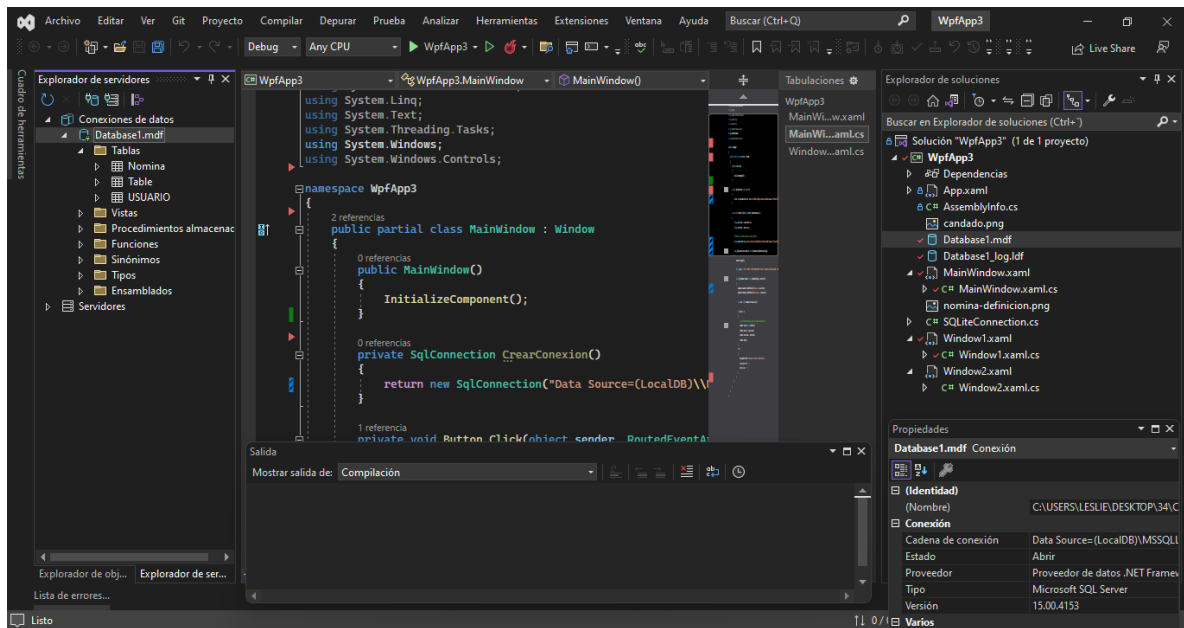 Archivo Editar Ver Git Proyecto Compilar Depurar Prueba Analizar Herramientas Extensiones Ventana Ayuda Buscar (Ctrl+Q) WpfApp3
Debug Any CPU WpfApp3 Live Share
Cuadro de herramientas
Explorador de servidores
Conexiones de datos
Database1.mdf
Tablas
Nomina
Table
USUARIO
Vistas
Procedimientos almacenac
Funciones
Sinónimos
Tipos
Ensamblados
Servidores
Explorador de obj... Explorador de ser...
Lista de errores...
WpfApp3 WpfApp3.MainWindow MainWindow()
using System.Linq;
using System.Text;
using System.Threading.Tasks;
using System.Windows;
using System.Windows.Controls;
namespace WpfApp3
{
2 referencias
public partial class MainWindow : Window
{
0 referencias
public MainWindow()
{
InitializeComponent();
}
0 referencias
private SqlConnection CrearConexion()
{
return new SqlConnection("Data Source=(LocalDB)\\
}
1 referencia
private void Button_Click(object sender, RoutedEventA
Tabulaciones
WpfApp3
MainWi...w.xaml
MainWi...aml.cs
Window...aml.cs
Salida
Mostrar salida de: Compilación
Explorador de soluciones
Buscar en Explorador de soluciones (Ctrl+¨)
Solución "WpfApp3" (1 de 1 proyecto)
WpfApp3
Dependencias
App.xaml
AssemblyInfo.cs
candado.png
Database1.mdf
Database1_log.ldf
MainWindow.xaml
MainWindow.xaml.cs
nomina-definicion.png
SQLiteConnection.cs
Window1.xaml
Window1.xaml.cs
Window2.xaml
Window2.xaml.cs
Propiedades
Database1.mdf Conexión
(Identidad)
(Nombre) C:\USERS\LESLIE\DESKTOP\34\C
Conexión
Cadena de conexión Data Source=(LocalDB)\MSSQLL
Estado Abrir
Proveedor Proveedor de datos .NET Framew
Tipo Microsoft SQL Server
Versión 15.00.4153
Varios
Listo
0 /